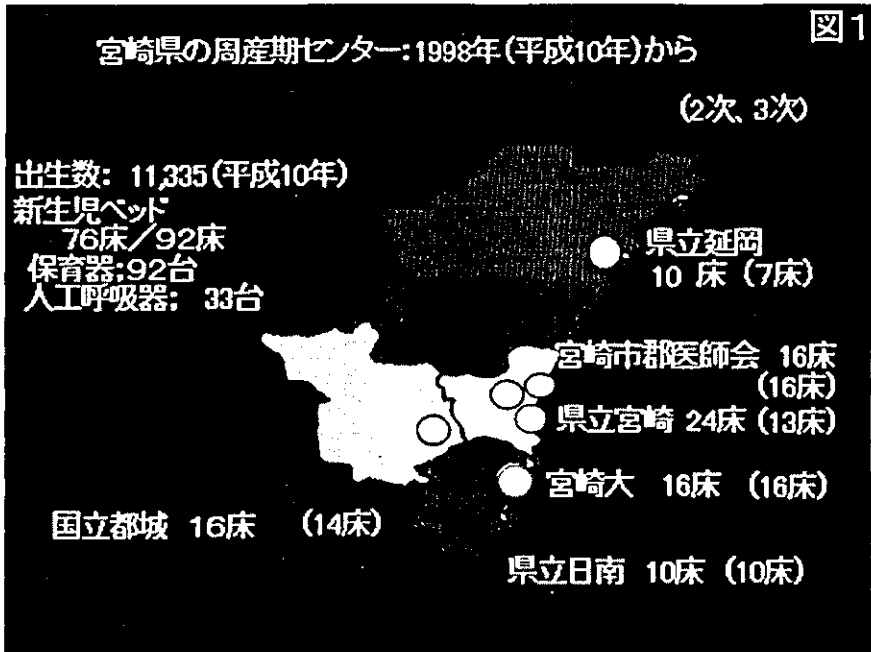 図1
宮崎県の周産期センター:1998年(平成10年)から
(2次、3次)
出生数: 11,335(平成10年)
新生児ベッド
76床/92床
保育器;92台
人工呼吸器; 33台
県立延岡
10 床 (7床)
宮崎市郡医師会 16床
(16床)
県立宮崎 24床 (13床)
宮崎大 16床 (16床)
国立都城 16床 (14床)
県立日南 10床 (10床)